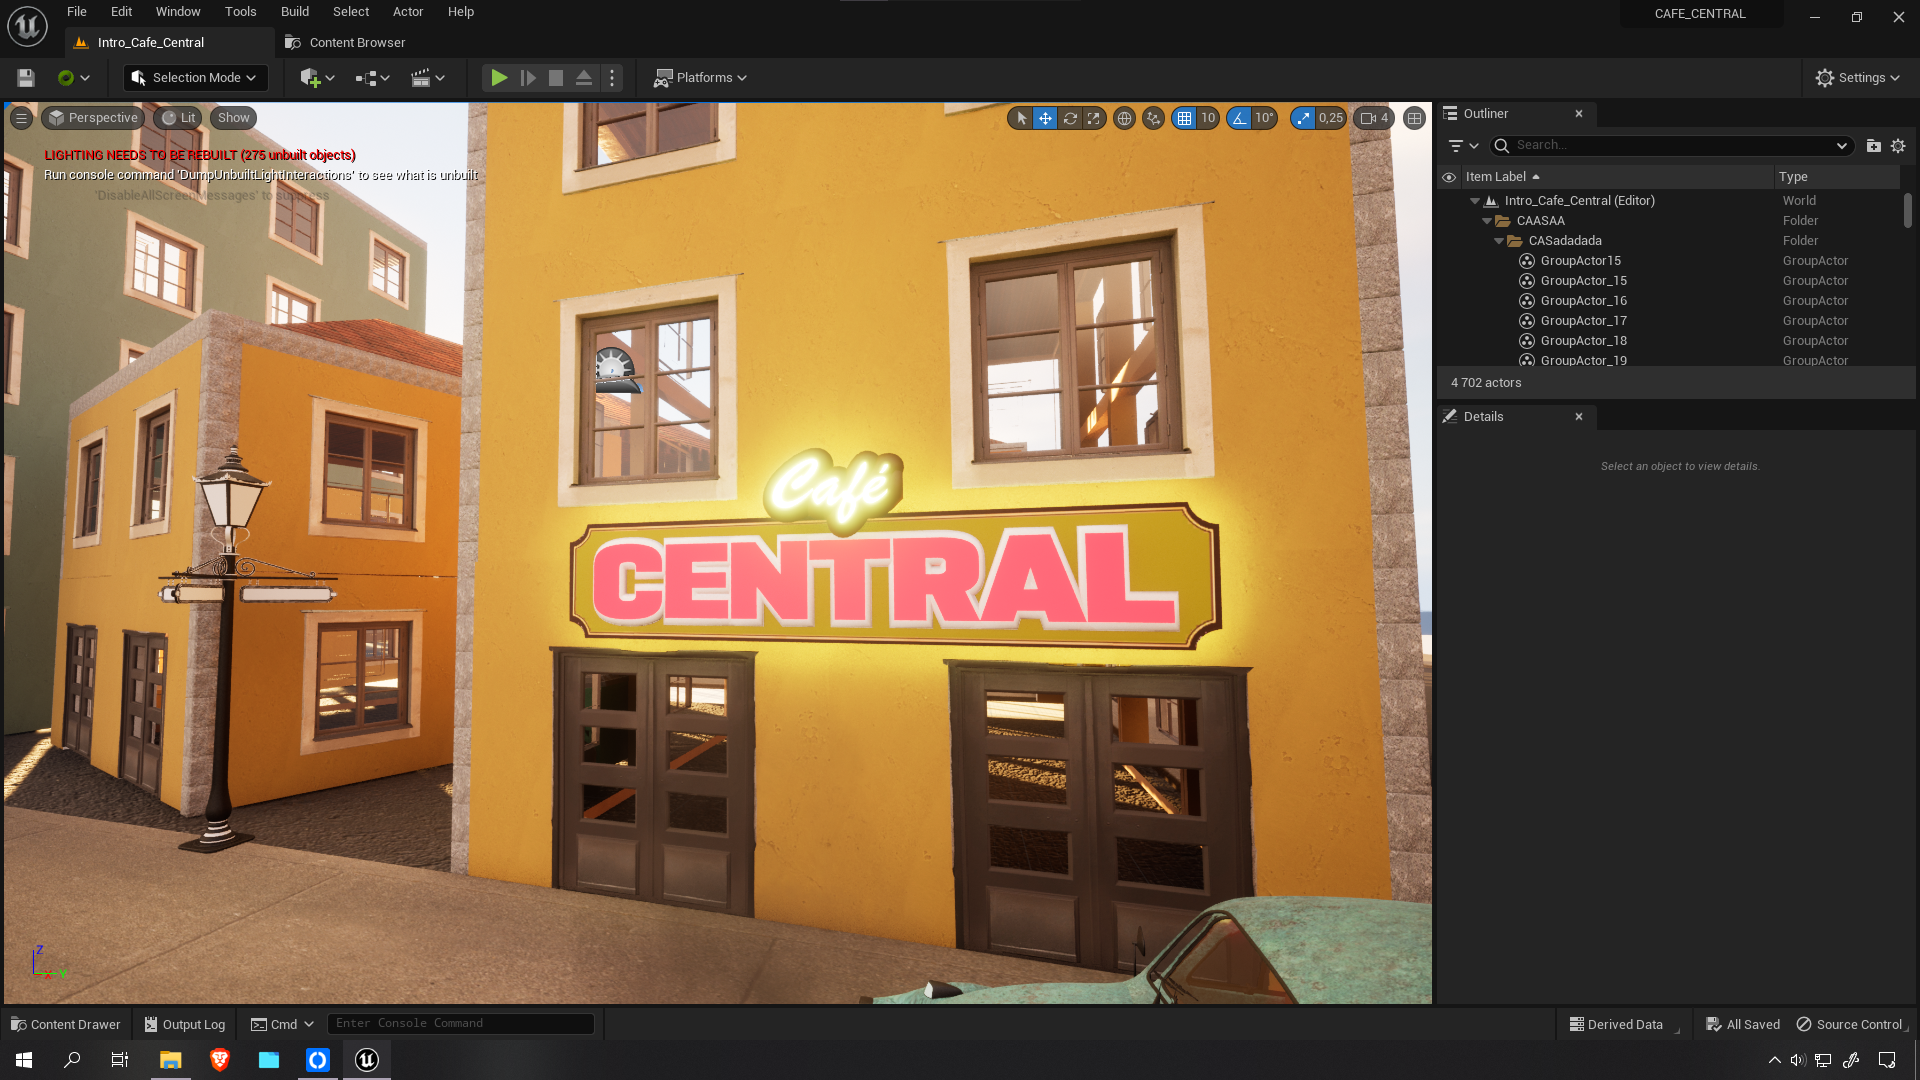 File Edit Window Tools Build Select Actor Help
CAFE_CENTRAL
Intro_Cafe_Central
Content Browser
Selection Mode
Platforms
Settings
Perspective Lit Show
10 10° 0,25 4
LIGHTING NEEDS TO BE REBUILT (275 unbuilt objects)
Run console command 'DumpUnbuiltLightInteractions' to see what is unbuilt
'DisableAllScreenMessages' to suppress
Café
CENTRAL
Z
X Y
Outliner
Search...
Item Label Type
Intro_Cafe_Central (Editor) World
CAASAA Folder
CASadadada Folder
GroupActor15 GroupActor
GroupActor_15 GroupActor
GroupActor_16 GroupActor
GroupActor_17 GroupActor
GroupActor_18 GroupActor
GroupActor_19 GroupActor
4 702 actors
Details
Select an object to view details.
Content Drawer Output Log Cmd Enter Console Command
Derived Data All Saved Source Control